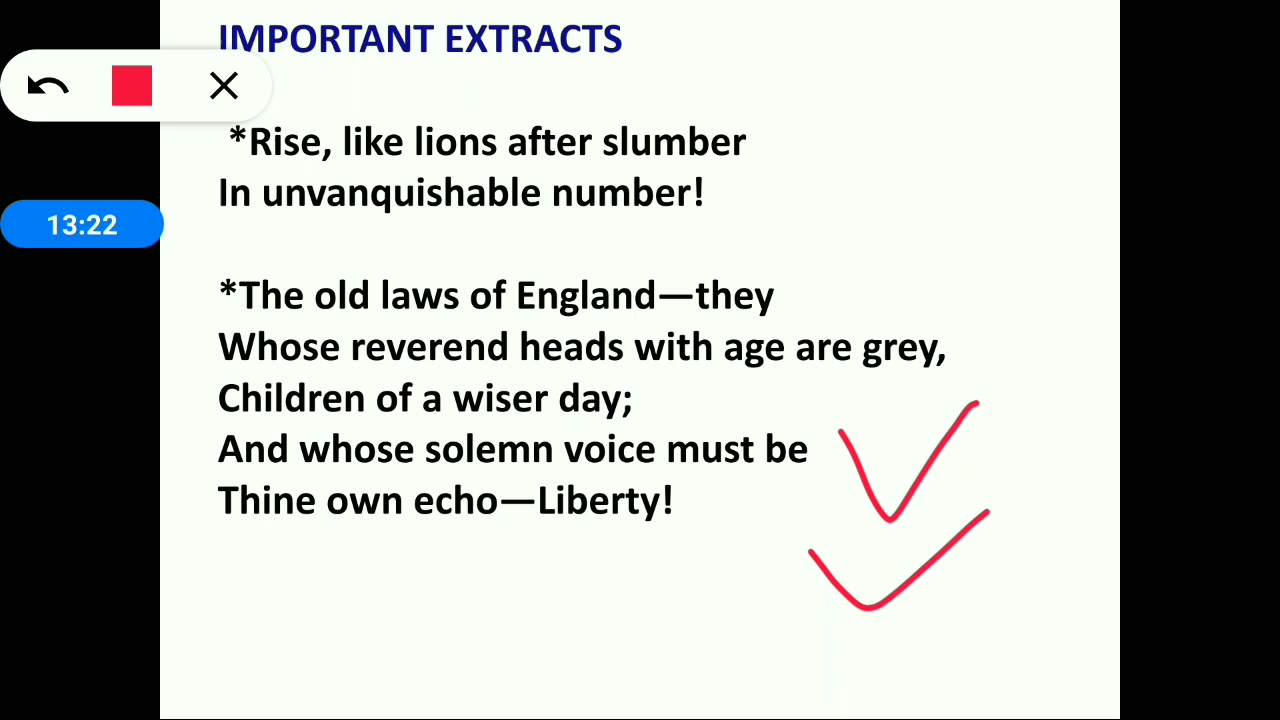 IMPORTANT EXTRACTS
*Rise, like lions after slumber
In unvanquishable number!
13:22
*The old laws of England—they
Whose reverend heads with age are grey,
Children of a wiser day;
And whose solemn voice must be
Thine own echo—Liberty!